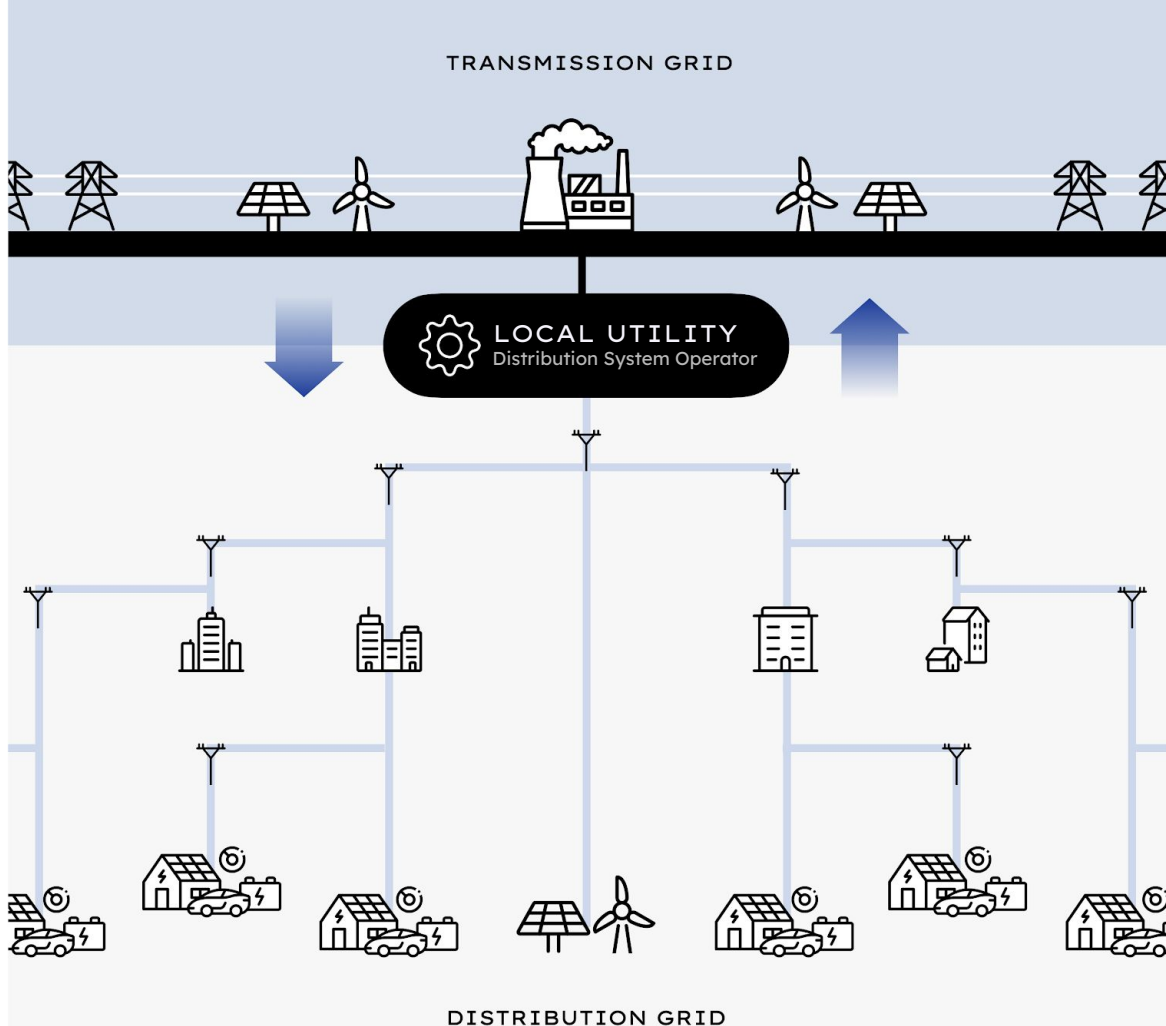 TRANSMISSION GRID
LOCAL UTILITY
Distribution System Operator
DISTRIBUTION GRID